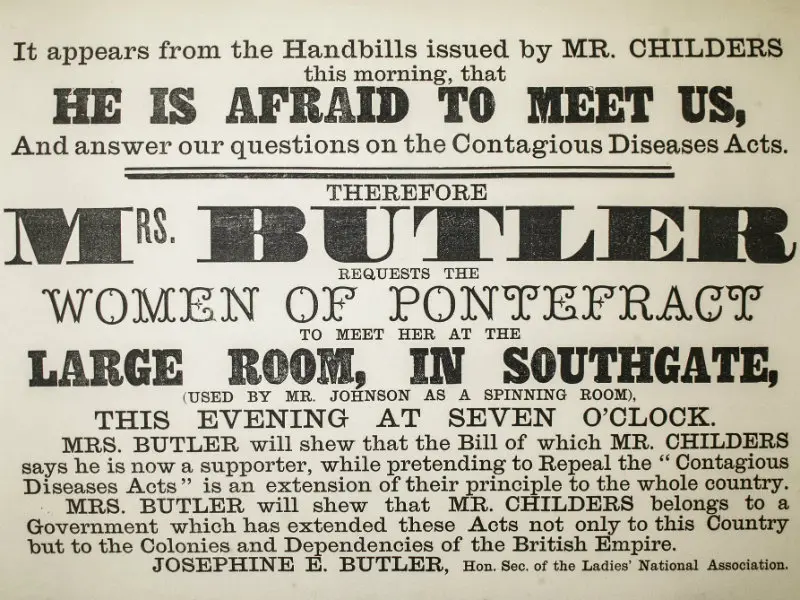 It appears from the Handbills issued by MR. CHILDERS
this morning, that
HE IS AFRAID TO MEET US,
And answer our questions on the Contagious Diseases Acts.
THEREFORE
MRS. BUTLER
REQUESTS THE
WOMEN OF PONTEFRACT
TO MEET HER AT THE
LARGE ROOM, IN SOUTHGATE,
(USED BY MR. JOHNSON AS A SPINNING ROOM),
THIS EVENING AT SEVEN O'CLOCK.
MRS. BUTLER will shew that the Bill of which MR. CHILDERS
says he is now a supporter, while pretending to Repeal the "Contagious
Diseases Acts" is an extension of their principle to the whole country.
MRS. BUTLER will shew that MR. CHILDERS belongs to a
Government which has extended these Acts not only to this Country
but to the Colonies and Dependencies of the British Empire.
JOSEPHINE E. BUTLER, Hon. Sec. of the Ladies' National Association.